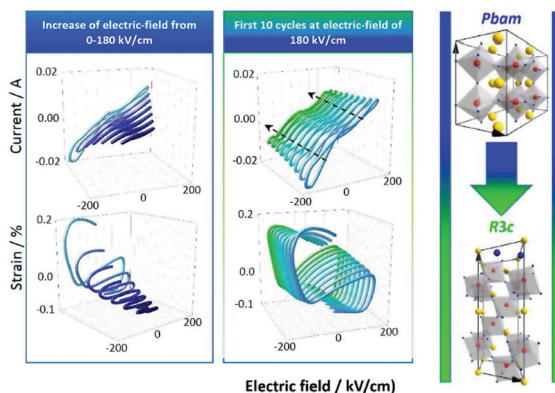 Increase of electric-field from
0-180 kV/cm
First 10 cycles at electric-field of
180 kV/cm
Pbam
R3c
Current / A
0.02
0.00
-0.02
-200
0
200
0.02
0.00
-0.02
-200
0
200
Strain / %
0.2
0.0
-0.1
-200
0
200
0.2
0.0
-0.1
-200
0
200
Electric field / kV/cm)